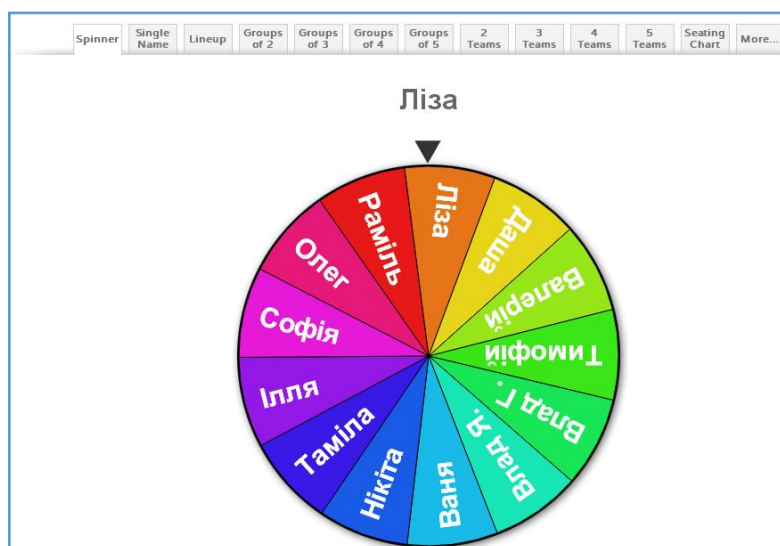 Spinner
Single Name
Lineup
Groups of 2
Groups of 3
Groups of 4
Groups of 5
2 Teams
3 Teams
4 Teams
5 Teams
Seating Chart
More...
Ліза
Ліза
Даша
Валерій
Тимофій
Влад Г.
Влад Я.
Ваня
Нікіта
Таміла
Ілля
Софія
Олег
Раміль